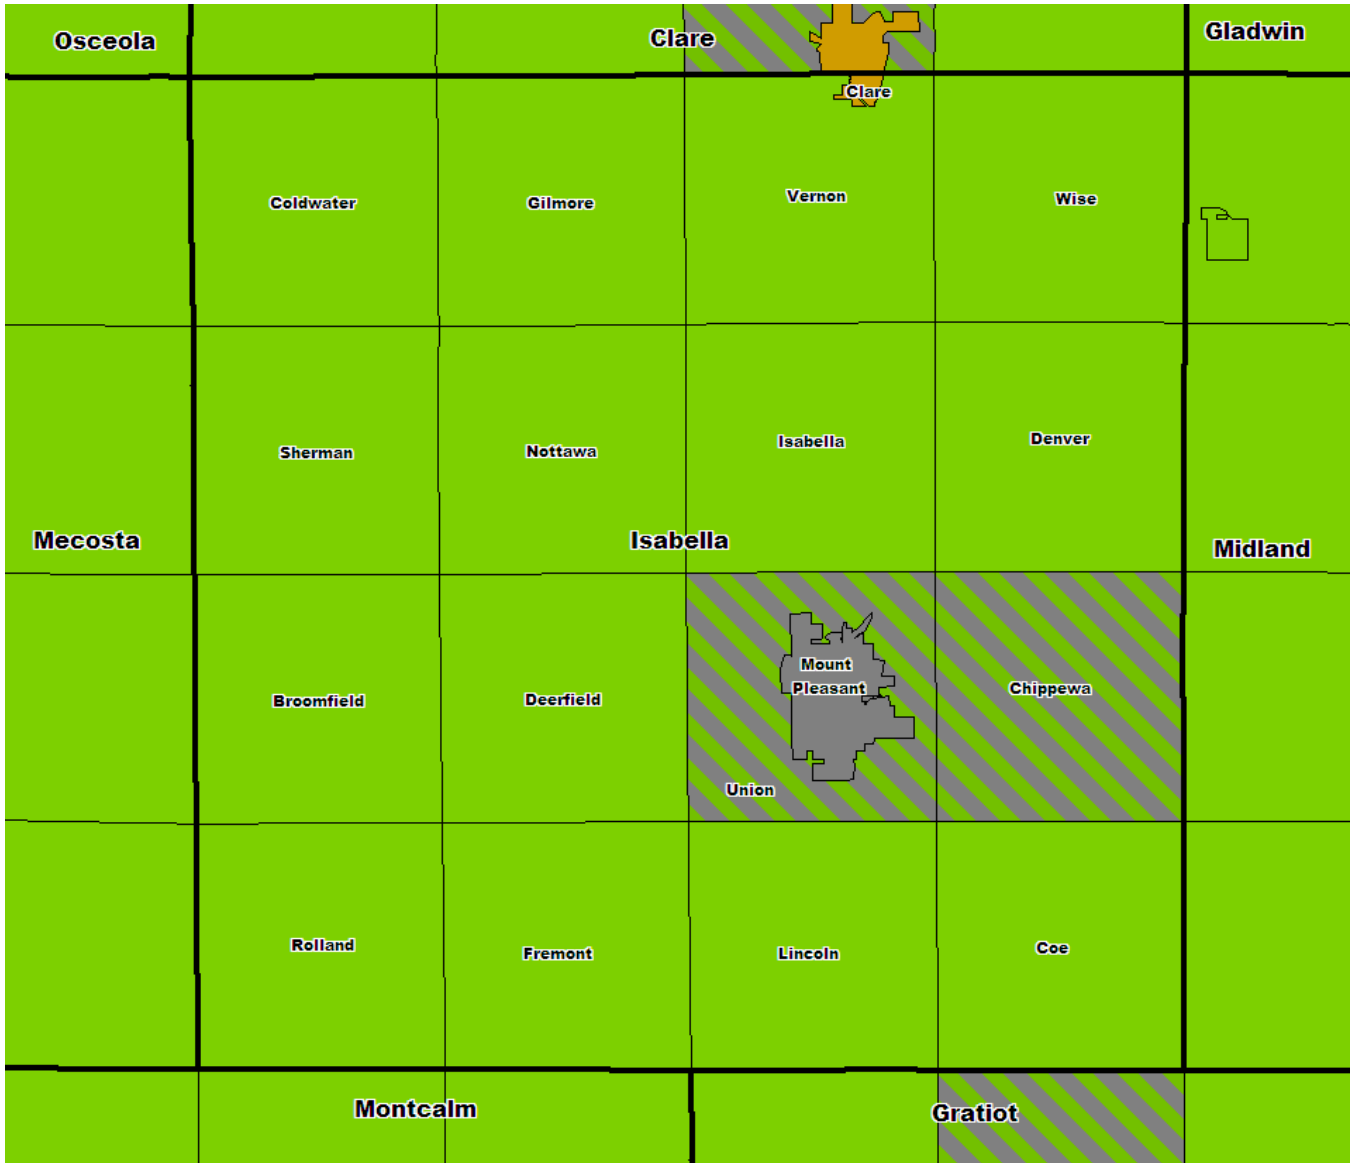 Osceola
Clare
Gladwin
Clare
Coldwater
Gilmore
Vernon
Wise
Sherman
Nottawa
Isabella
Denver
Mecosta
Isabella
Midland
Broomfield
Deerfield
Mount
Pleasant
Chippewa
Union
Rolland
Fremont
Lincoln
Coe
Montcalm
Gratiot